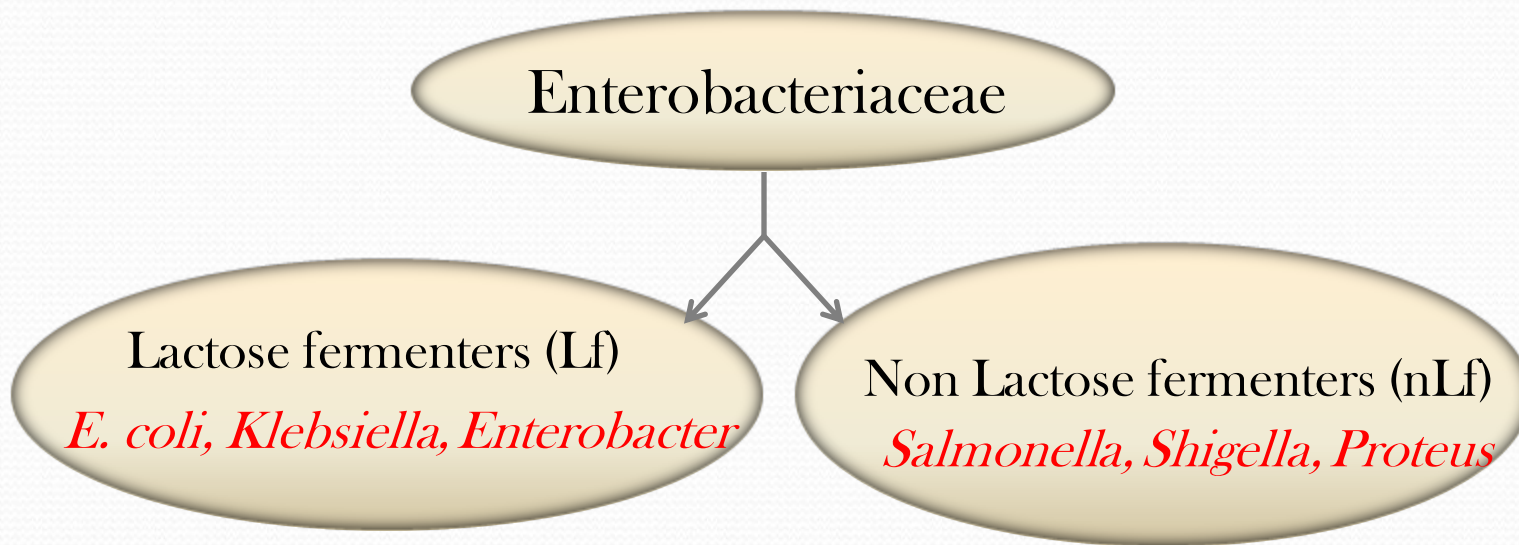 Enterobacteriaceae
Lactose fermenters (Lf)
E. coli, Klebsiella, Enterobacter
Non Lactose fermenters (nLf)
Salmonella, Shigella, Proteus